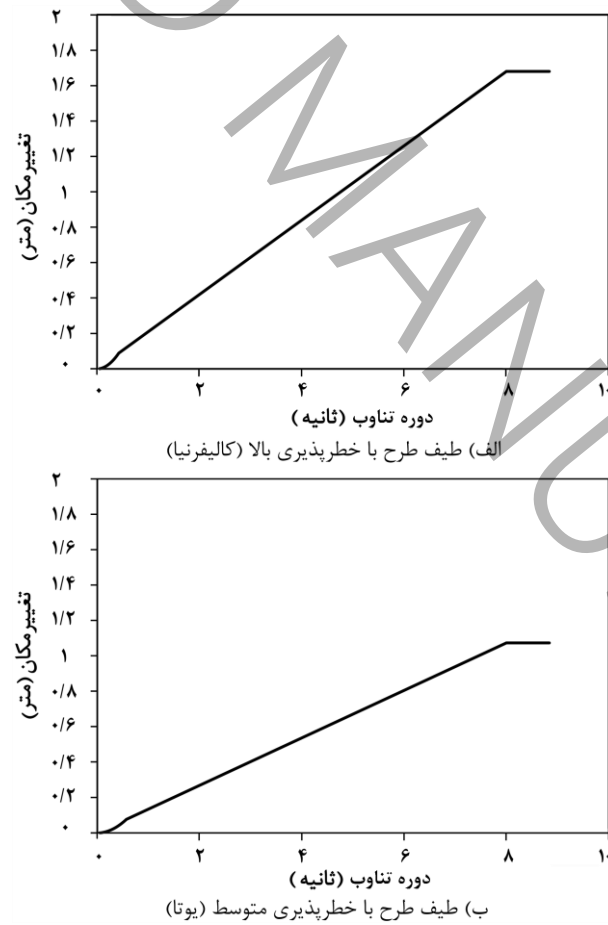 ۲
۱/۸
۱/۶
۱/۴
۱/۲
۱
۰/۸
۰/۶
۰/۴
۰/۲
۰
تغییرمکان (متر)
۰ ۲ ۴ ۶ ۸ ۱۰
دوره تناوب (ثانیه )
الف) طیف طرح با خطرپذیری بالا (کالیفرنیا)
۲
۱/۸
۱/۶
۱/۴
۱/۲
۱
۰/۸
۰/۶
۰/۴
۰/۲
۰
تغییرمکان (متر)
۰ ۲ ۴ ۶ ۸ ۱۰
دوره تناوب (ثانیه )
ب) طیف طرح با خطرپذیری متوسط (یوتا)